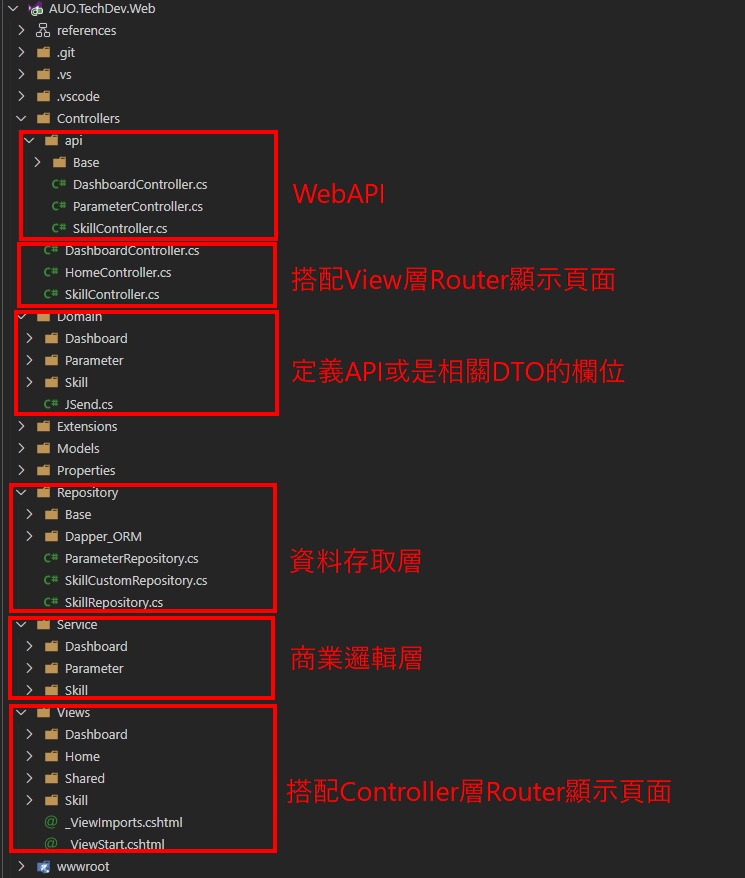 AUO.TechDev.Web
references
.git
.vs
.vscode
Controllers
api
Base
C# DashboardController.cs
C# ParameterController.cs
WebAPI
C# SkillController.cs
C# DashboardController.cs
C# HomeController.cs
搭配View層Router顯示頁面
C# SkillController.cs
Domain
Dashboard
Parameter
定義API或是相關DTO的欄位
Skill
C# JSend.cs
Extensions
Models
Properties
Repository
Base
Dapper_ORM
C# ParameterRepository.cs
資料存取層
C# SkillCustomRepository.cs
C# SkillRepository.cs
Service
Dashboard
商業邏輯層
Parameter
Skill
Views
Dashboard
Home
Shared
搭配Controller層Router顯示頁面
Skill
@ _ViewImports.cshtml
@ _ViewStart.cshtml
wwwroot